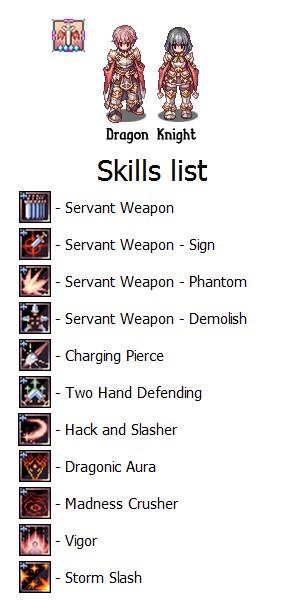 Dragon Knight
Skills list
- Servant Weapon
- Servant Weapon - Sign
- Servant Weapon - Phantom
- Servant Weapon - Demolish
- Charging Pierce
- Two Hand Defending
- Hack and Slasher
- Dragonic Aura
- Madness Crusher
- Vigor
- Storm Slash